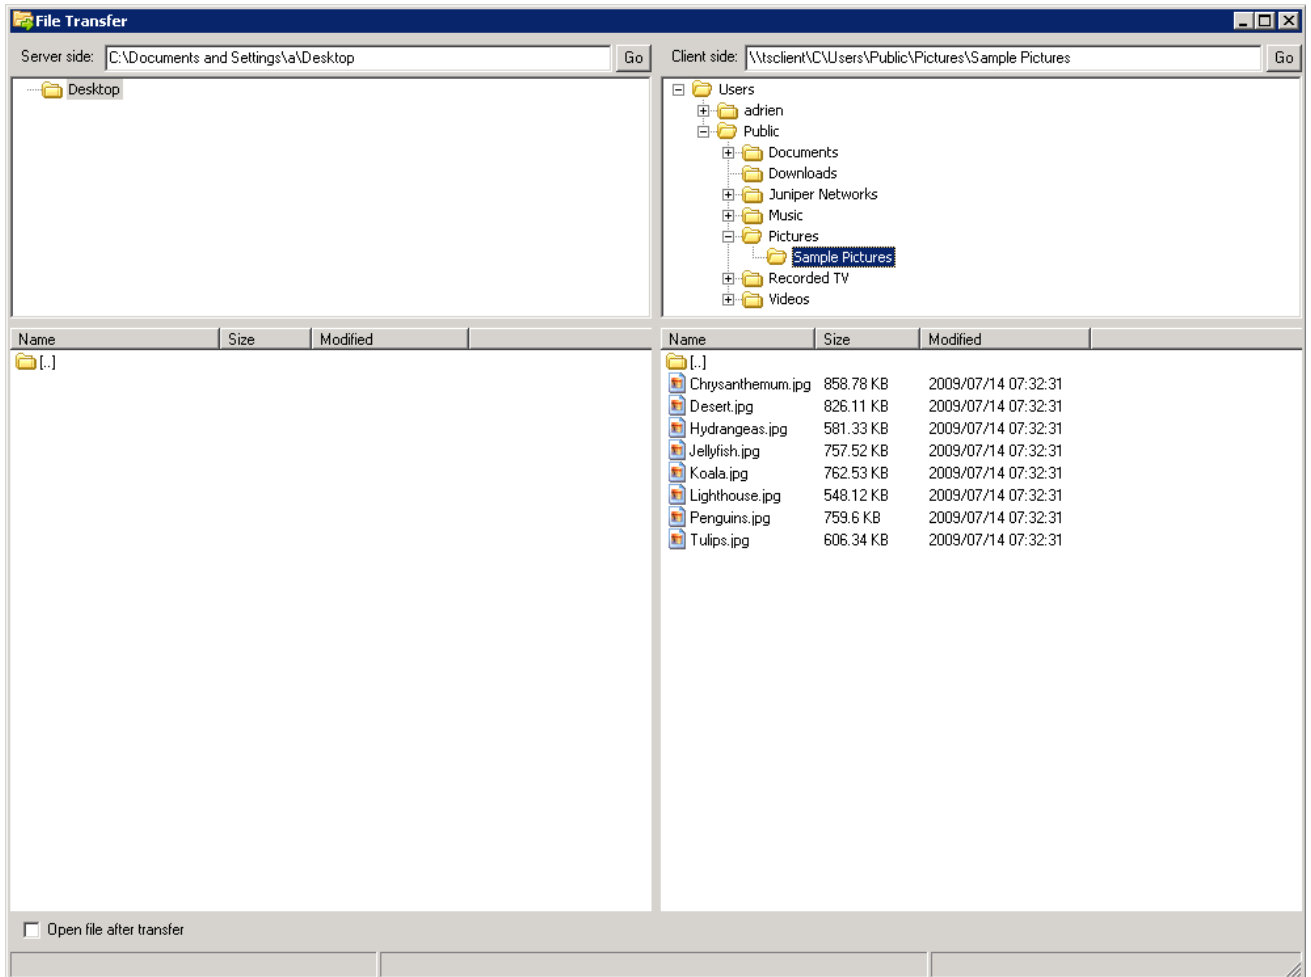 File Transfer
Server side: C:\Documents and Settings\a\Desktop Go Client side: \\tsclient\C\Users\Public\Pictures\Sample Pictures Go
Desktop
Users
adrien
Public
Documents
Downloads
Juniper Networks
Music
Pictures
Sample Pictures
Recorded TV
Videos
Name Size Modified
[..]
Name Size Modified
[..]
Chrysanthemum.jpg 858.78 KB 2009/07/14 07:32:31
Desert.jpg 826.11 KB 2009/07/14 07:32:31
Hydrangeas.jpg 581.33 KB 2009/07/14 07:32:31
Jellyfish.jpg 757.52 KB 2009/07/14 07:32:31
Koala.jpg 762.53 KB 2009/07/14 07:32:31
Lighthouse.jpg 548.12 KB 2009/07/14 07:32:31
Penguins.jpg 759.6 KB 2009/07/14 07:32:31
Tulips.jpg 606.34 KB 2009/07/14 07:32:31
Open file after transfer